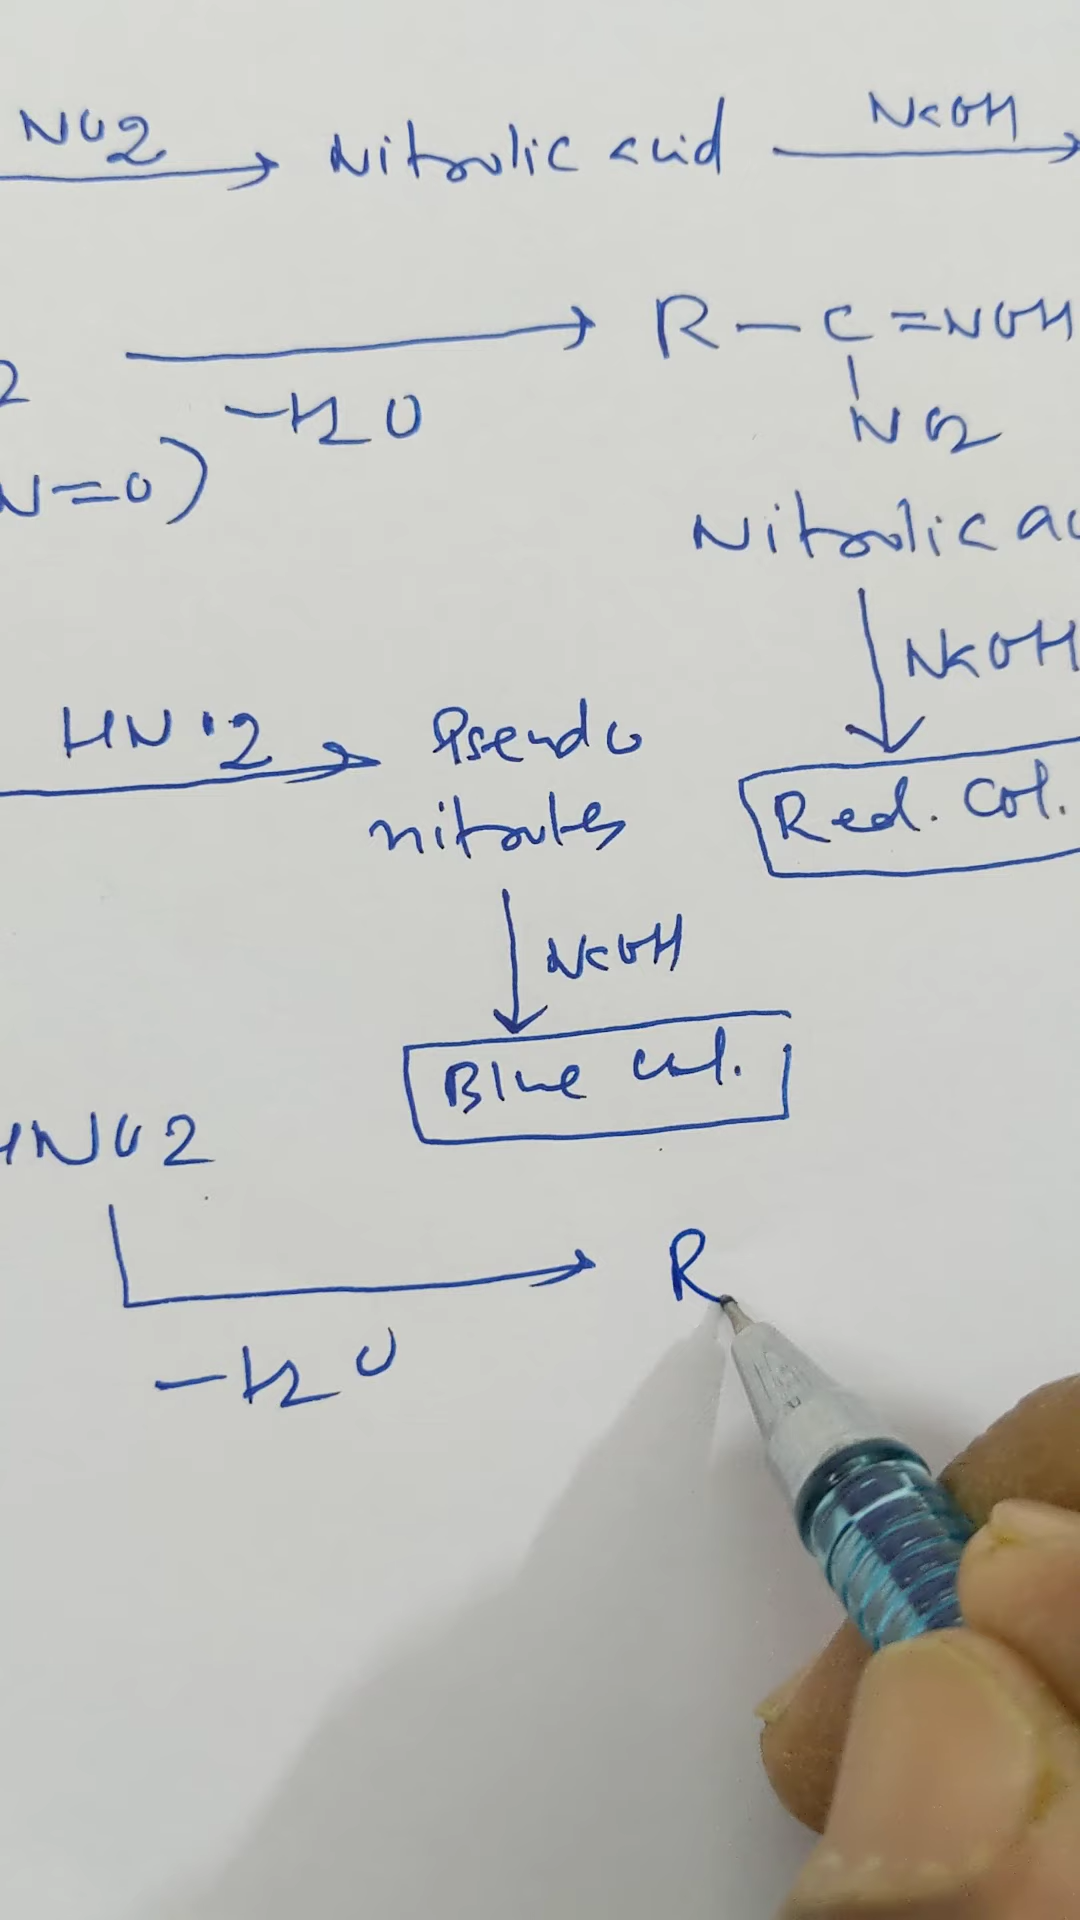 NO2 → Nitrolic acid NaOH →
→ R-C=NOH
2 -H2O NO2
N=O)
Nitrolic ac
NaOH
HNO2 → Pseudo
nitroles Red. Col.
NaOH
Blue col.
HNO2
→ R
-H2O